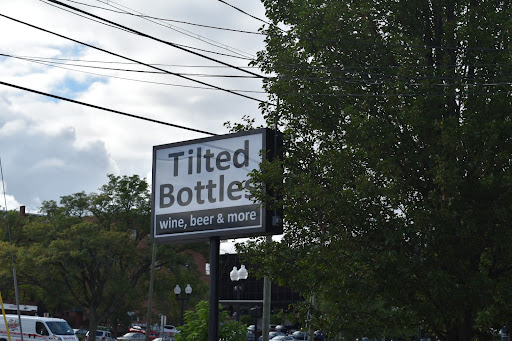 Tilted
Bottles
wine, beer & more